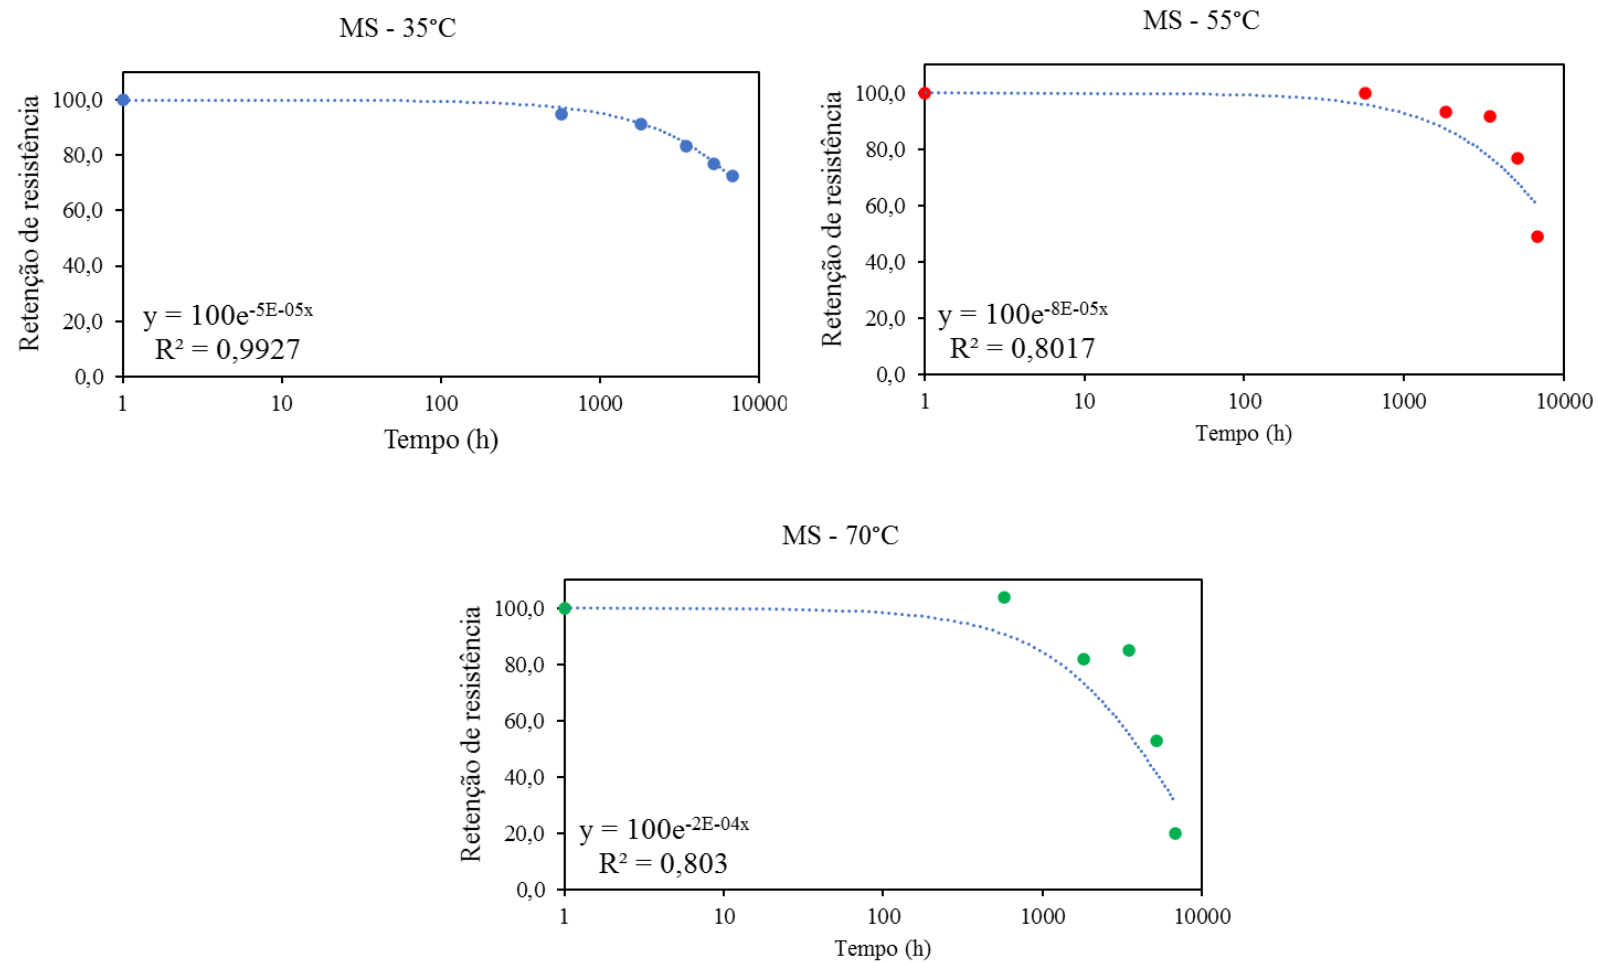 MS - 35°C
Retenção de resistência
100,0
80,0
60,0
40,0
20,0
0,0
y = 100e-5E-05x
R² = 0,9927
1 10 100 1000 10000
Tempo (h)
MS - 55°C
Retenção de resistência
100,0
80,0
60,0
40,0
20,0
0,0
y = 100e-8E-05x
R² = 0,8017
1 10 100 1000 10000
Tempo (h)
MS - 70°C
Retenção de resistência
100,0
80,0
60,0
40,0
20,0
0,0
y = 100e-2E-04x
R² = 0,803
1 10 100 1000 10000
Tempo (h)